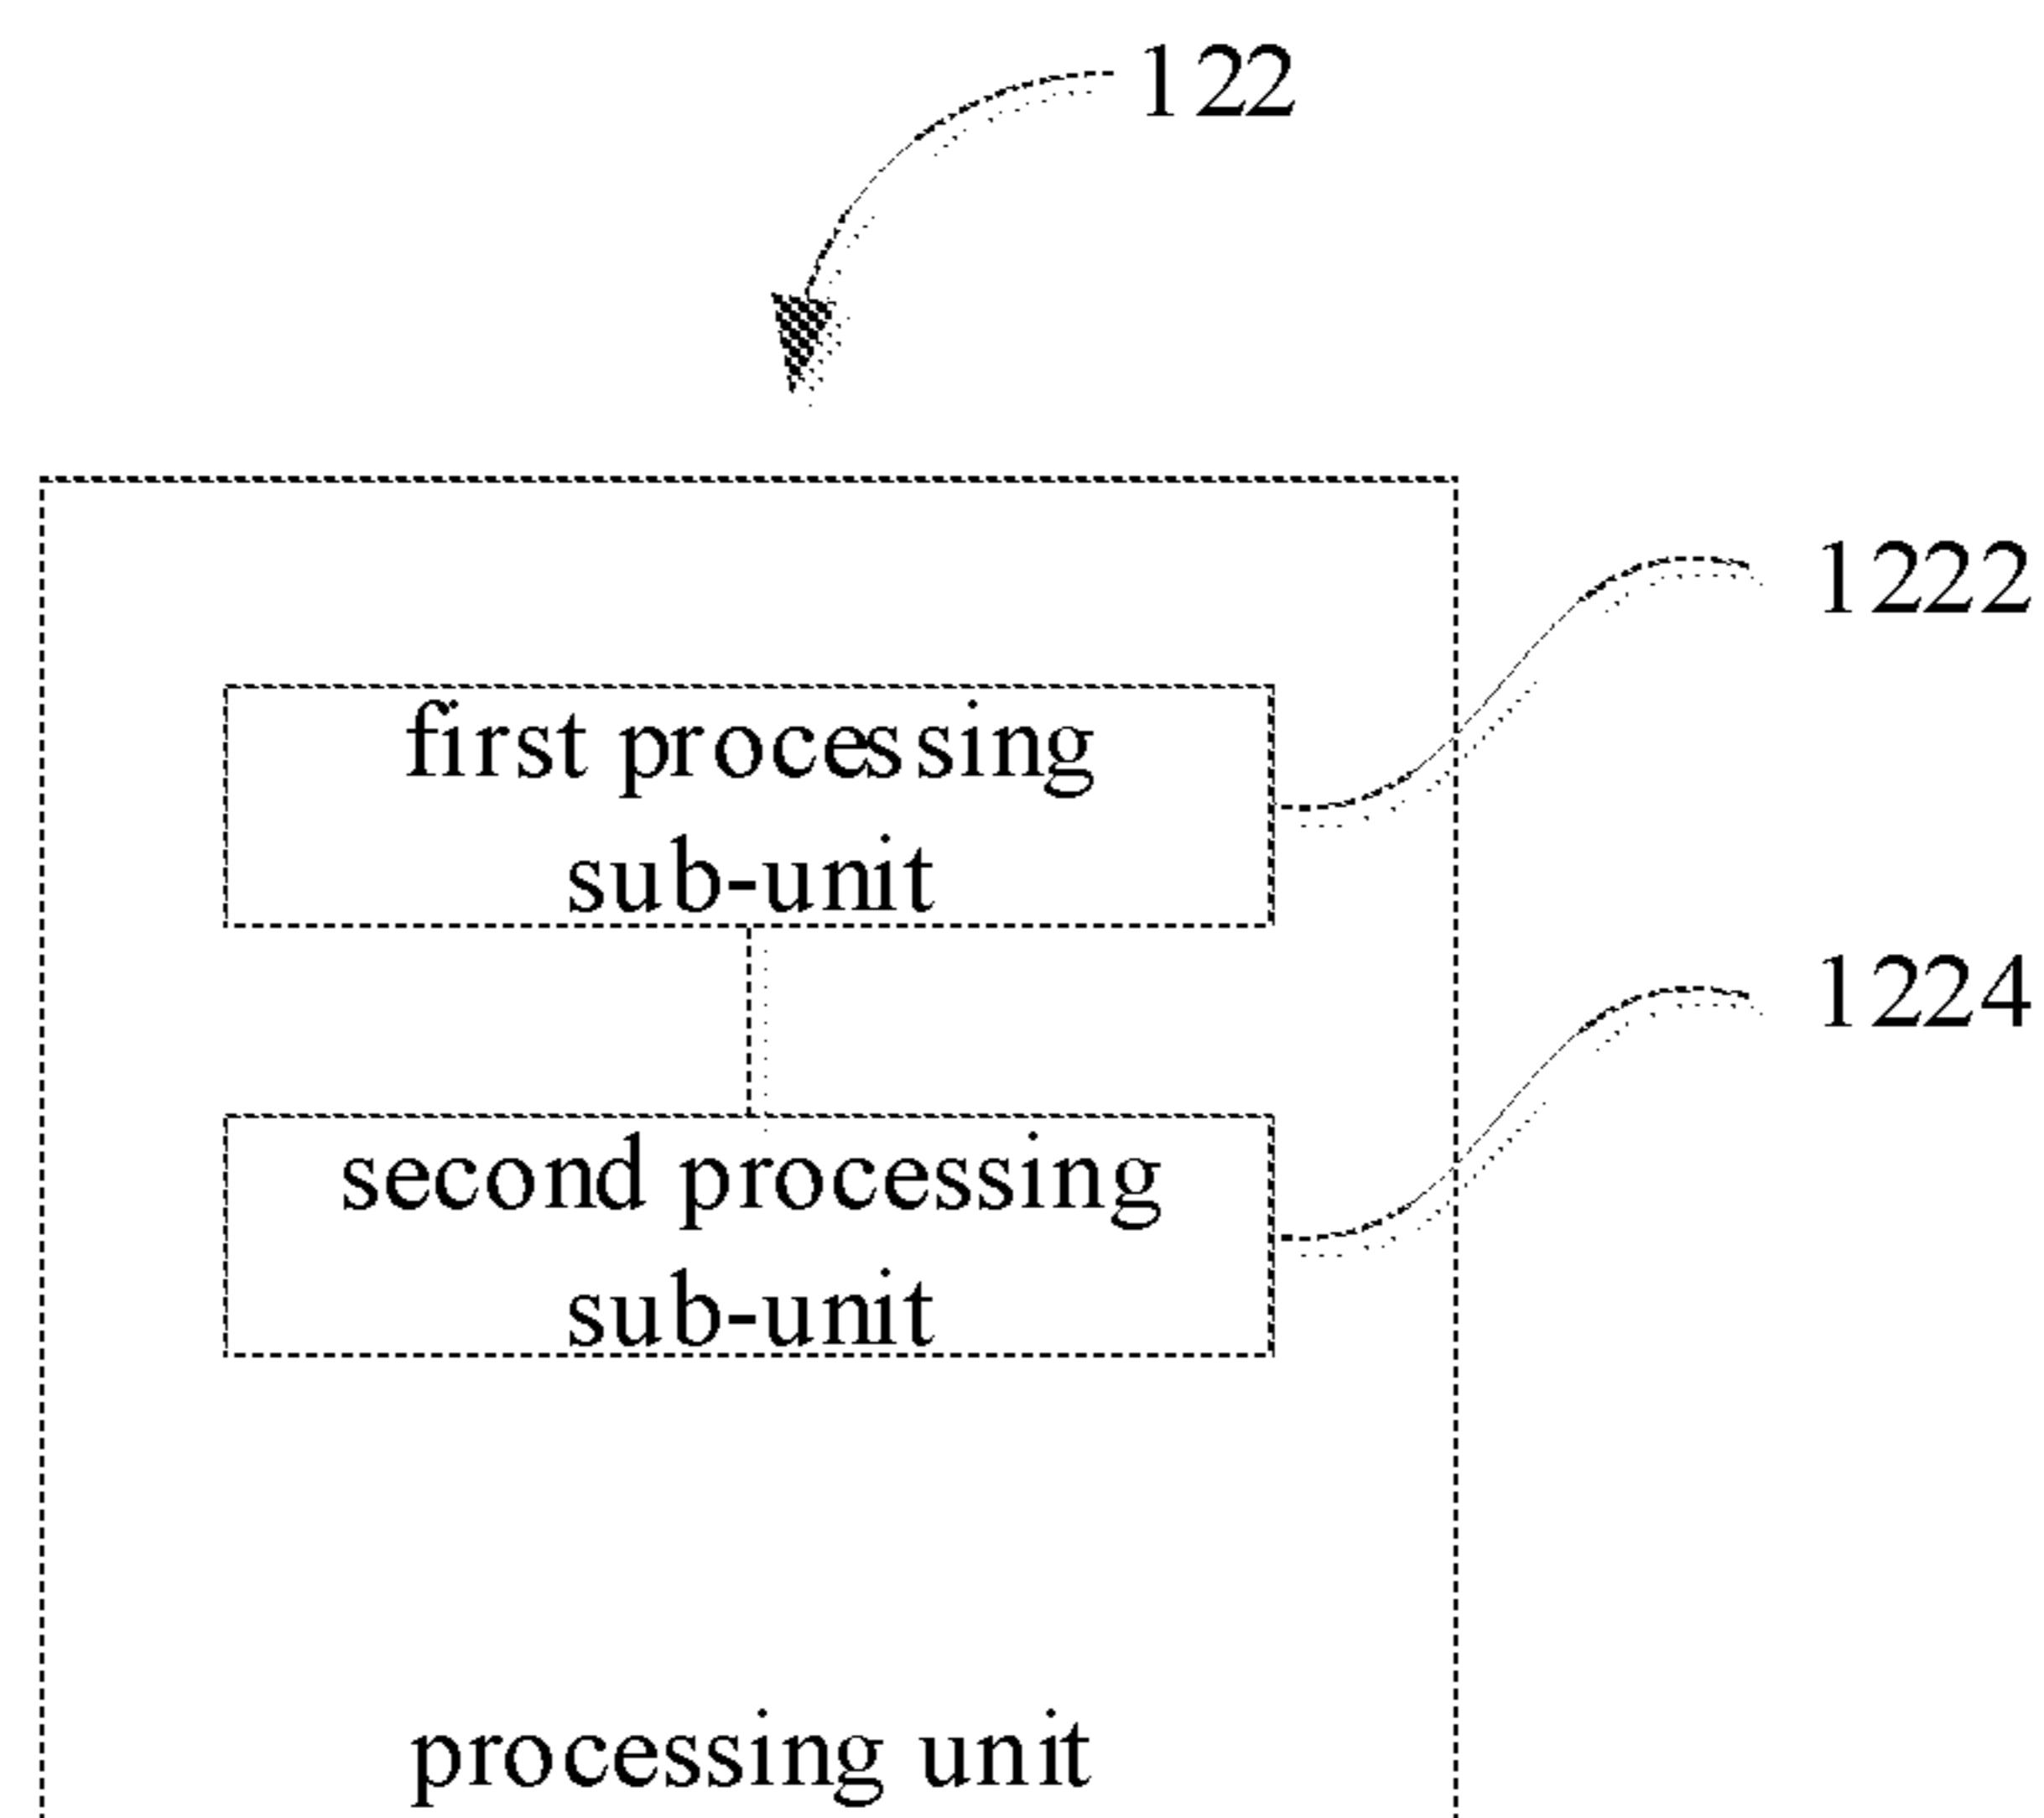 122
1222
first processing
sub-unit
1224
second processing
sub-unit
processing unit